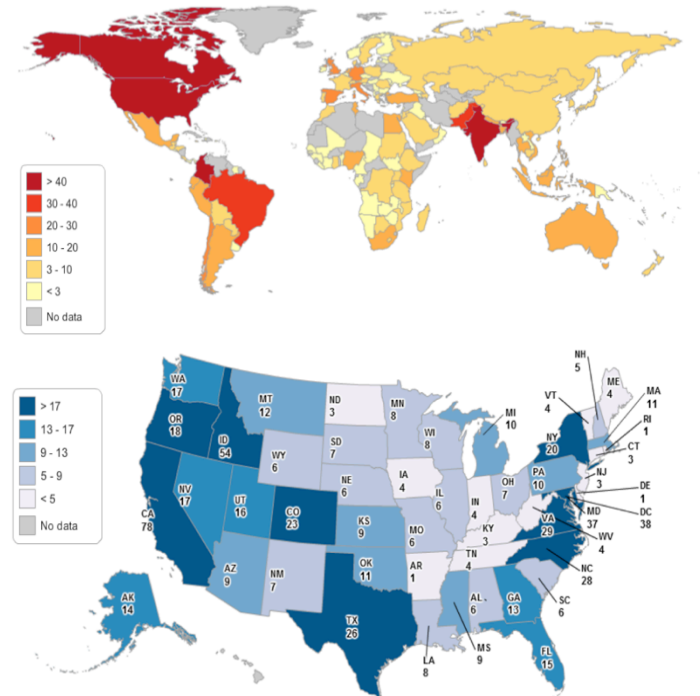 > 40
30 - 40
20 - 30
10 - 20
3 - 10
< 3
No data
> 17
13 - 17
9 - 13
5 - 9
< 5
No data
WA
17
OR
18
ID
54
MT
12
ND
3
MN
8
SD
7
WI
8
MI
10
WY
6
NE
6
IA
4
NV
17
UT
16
CO
23
CA
78
KS
9
MO
6
IL
6
IN
4
OH
7
KY
3
TN
4
AZ
9
NM
7
OK
11
AR
1
TX
26
LA
8
MS
9
AL
6
GA
13
FL
15
SC
6
NC
28
VA
29
WV
4
PA
10
NY
20
VT
4
NH
5
ME
4
MA
11
RI
1
CT
3
NJ
3
DE
1
DC
38
MD
37
AK
14